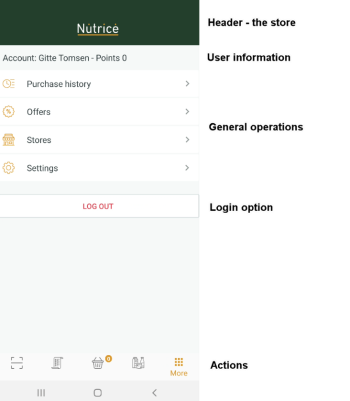 Nútricé
Header - the store
Account: Gitte Tomsen - Points 0
User information
Purchase history
Offers
General operations
Stores
Settings
LOG OUT
Login option
0
More
Actions